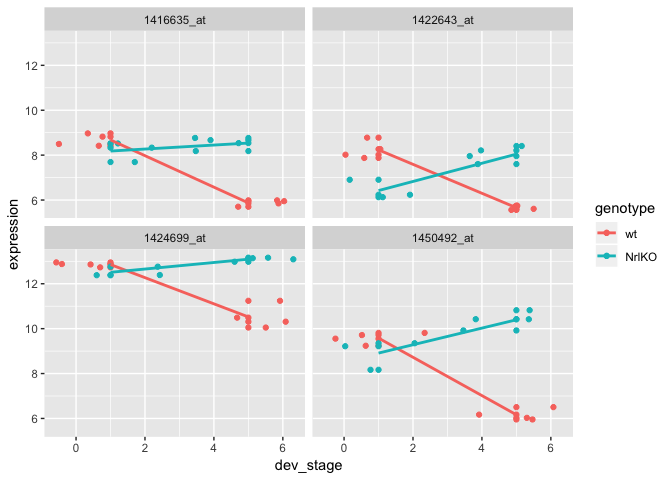 1416635_at
1422643_at
12
10
8
6
1424699_at
1450492_at
12
10
8
6
0
2
4
6
0
2
4
6
dev_stage
expression
genotype
wt
NrlKO